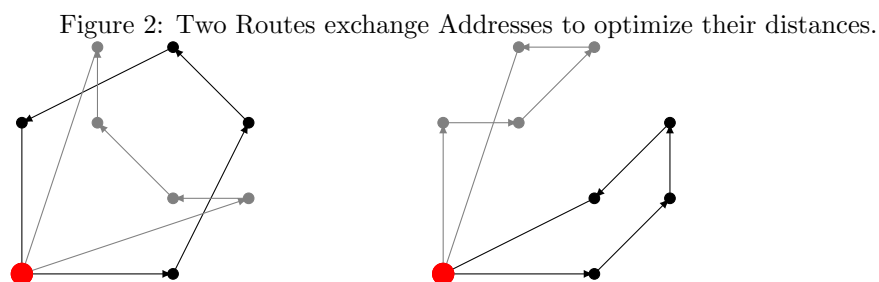 Figure 2: Two Routes exchange Addresses to optimize their distances.